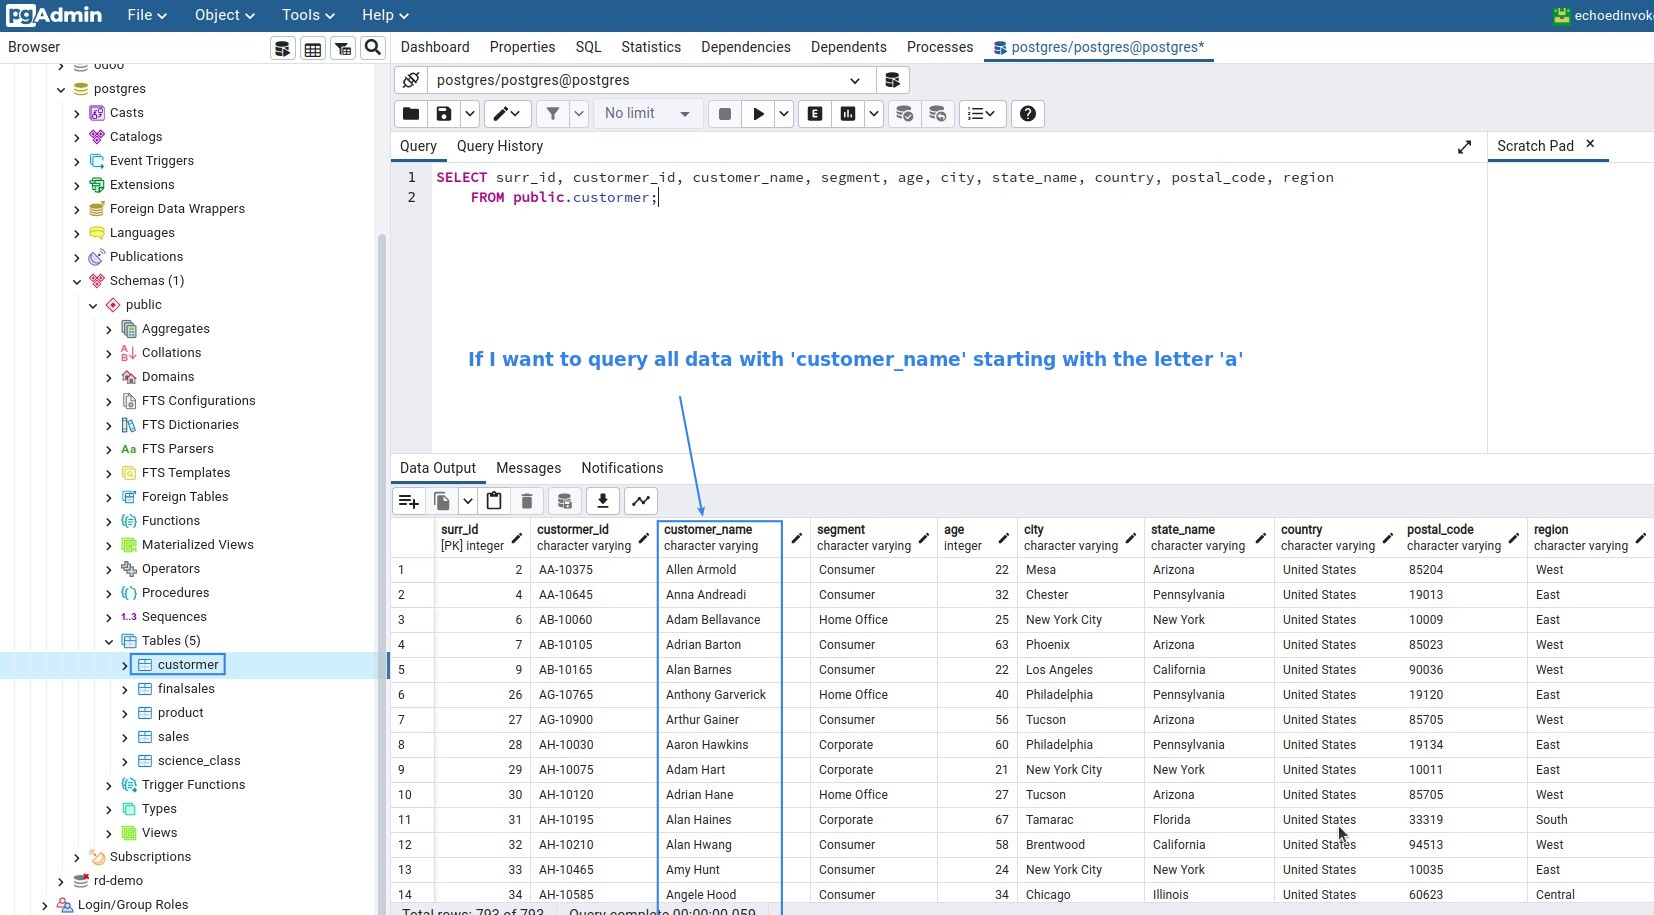 pgAdmin File Object Tools Help echoedinvok
Browser
Dashboard Properties SQL Statistics Dependencies Dependents Processes postgres/postgres@postgres*
odoo
postgres
Casts
Catalogs
Event Triggers
Extensions
Foreign Data Wrappers
Languages
Publications
Schemas (1)
public
Aggregates
Collations
Domains
FTS Configurations
FTS Dictionaries
Aa FTS Parsers
FTS Templates
Foreign Tables
Functions
Materialized Views
Operators
Procedures
1..3 Sequences
Tables (5)
custormer
finalsales
product
sales
science_class
Trigger Functions
Types
Views
Subscriptions
rd-demo
Login/Group Roles
postgres/postgres@postgres
No limit E
Query Query History Scratch Pad
1 SELECT surr_id, custormer_id, customer_name, segment, age, city, state_name, country, postal_code, region
2 FROM public.custormer;
If I want to query all data with 'customer_name' starting with the letter 'a'
Data Output Messages Notifications
surr_id custormer_id customer_name segment age city state_name country postal_code region
[PK] integer character varying character varying character varying integer character varying character varying character varying character varying character varying
1 2 AA-10375 Allen Armold Consumer 22 Mesa Arizona United States 85204 West
2 4 AA-10645 Anna Andreadi Consumer 32 Chester Pennsylvania United States 19013 East
3 6 AB-10060 Adam Bellavance Home Office 25 New York City New York United States 10009 East
4 7 AB-10105 Adrian Barton Consumer 63 Phoenix Arizona United States 85023 West
5 9 AB-10165 Alan Barnes Consumer 22 Los Angeles California United States 90036 West
6 26 AG-10765 Anthony Garverick Home Office 40 Philadelphia Pennsylvania United States 19120 East
7 27 AG-10900 Arthur Gainer Consumer 56 Tucson Arizona United States 85705 West
8 28 AH-10030 Aaron Hawkins Corporate 60 Philadelphia Pennsylvania United States 19134 East
9 29 AH-10075 Adam Hart Corporate 21 New York City New York United States 10011 East
10 30 AH-10120 Adrian Hane Home Office 27 Tucson Arizona United States 85705 West
11 31 AH-10195 Alan Haines Corporate 67 Tamarac Florida United States 33319 South
12 32 AH-10210 Alan Hwang Consumer 58 Brentwood California United States 94513 West
13 33 AH-10465 Amy Hunt Consumer 24 New York City New York United States 10035 East
14 34 AH-10585 Angele Hood Consumer 34 Chicago Illinois United States 60623 Central
Total rows: 793 of 793 Query complete 00:00:00.059